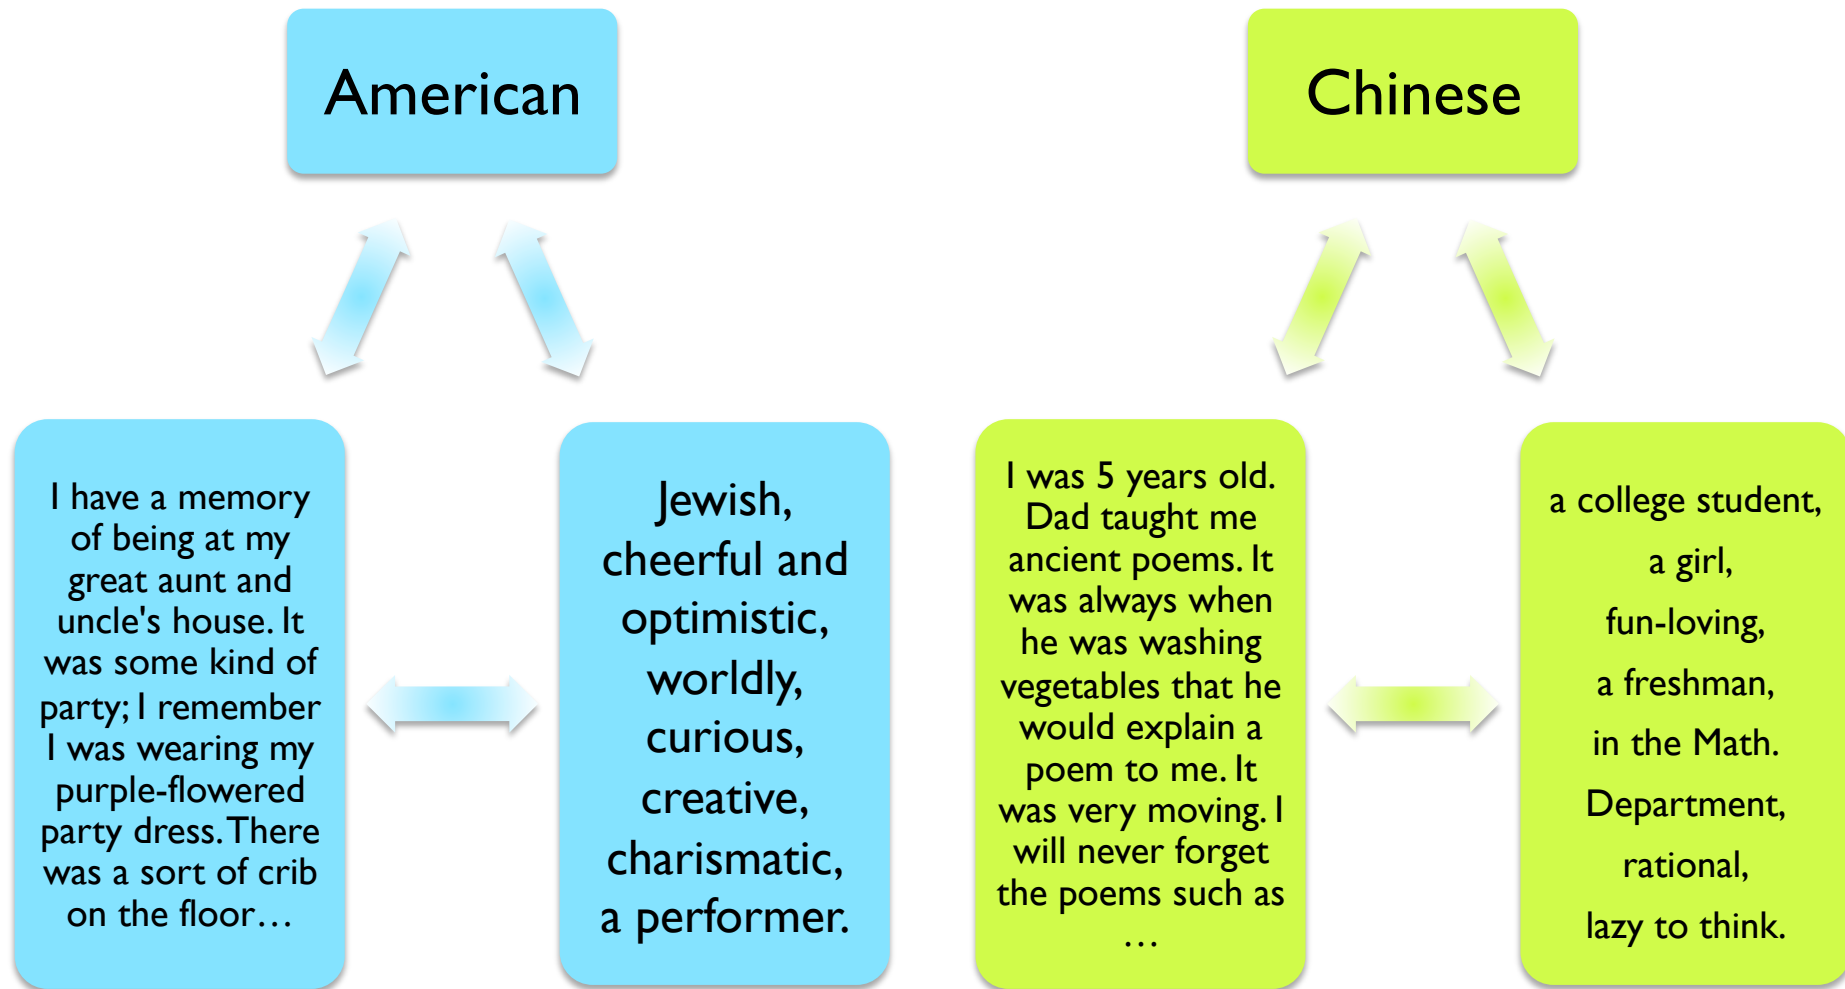 American
Chinese
I have a memory
of being at my
great aunt and
uncle's house. It
was some kind of
party; I remember
I was wearing my
purple-flowered
party dress. There
was a sort of crib
on the floor…
Jewish,
cheerful and
optimistic,
worldly,
curious,
creative,
charismatic,
a performer.
I was 5 years old.
Dad taught me
ancient poems. It
was always when
he was washing
vegetables that he
would explain a
poem to me. It
was very moving. I
will never forget
the poems such as
…
a college student,
a girl,
fun-loving,
a freshman,
in the Math.
Department,
rational,
lazy to think.